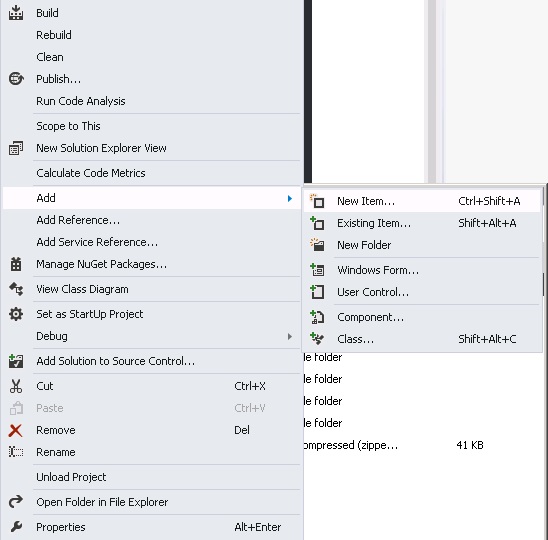 Build
Rebuild
Clean
Publish...
Run Code Analysis
Scope to This
New Solution Explorer View
Calculate Code Metrics
Add
Add Reference...
Add Service Reference...
Manage NuGet Packages...
View Class Diagram
Set as StartUp Project
Debug
Add Solution to Source Control...
Cut Ctrl+X
Paste Ctrl+V
Remove Del
Rename
Unload Project
Open Folder in File Explorer
Properties Alt+Enter
New Item... Ctrl+Shift+A
Existing Item... Shift+Alt+A
New Folder
Windows Form...
User Control...
Component...
Class... Shift+Alt+C
le folder
le folder
le folder
le folder
ompressed (zippe... 41 KB